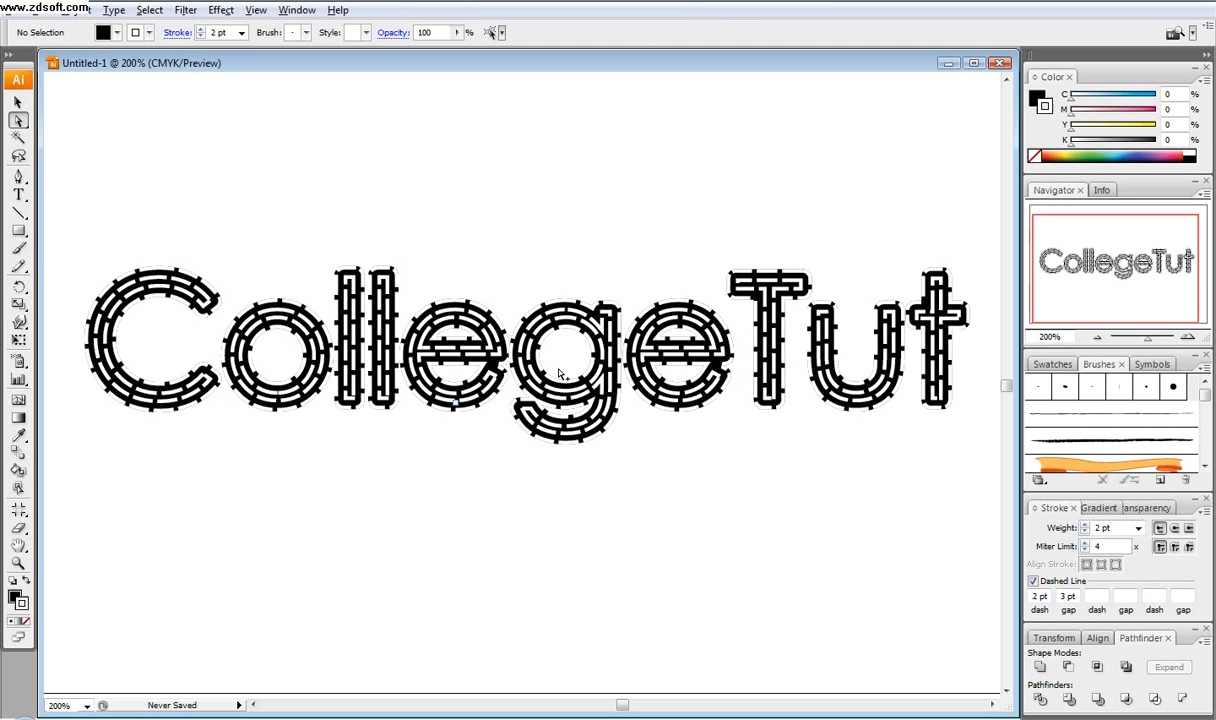 www.zdsoft.com
Type Select Filter Effect View Window Help
No Selection Stroke: 2 pt Brush: Style: Opacity: 100 %
Untitled-1 @ 200% (CMYK/Preview)
Ai
Color
C 0 %
M 0 %
Y 0 %
K 0 %
Navigator Info
CollegeTut
200%
CollegeTut
Swatches Brushes Symbols
Stroke Gradient ransparency
Weight: 2 pt
Miter Limit: 4 x
Align Stroke:
Dashed Line
2 pt 3 pt
dash gap dash gap dash gap
Transform Align Pathfinder
Shape Modes:
Expand
Pathfinders:
200% Never Saved